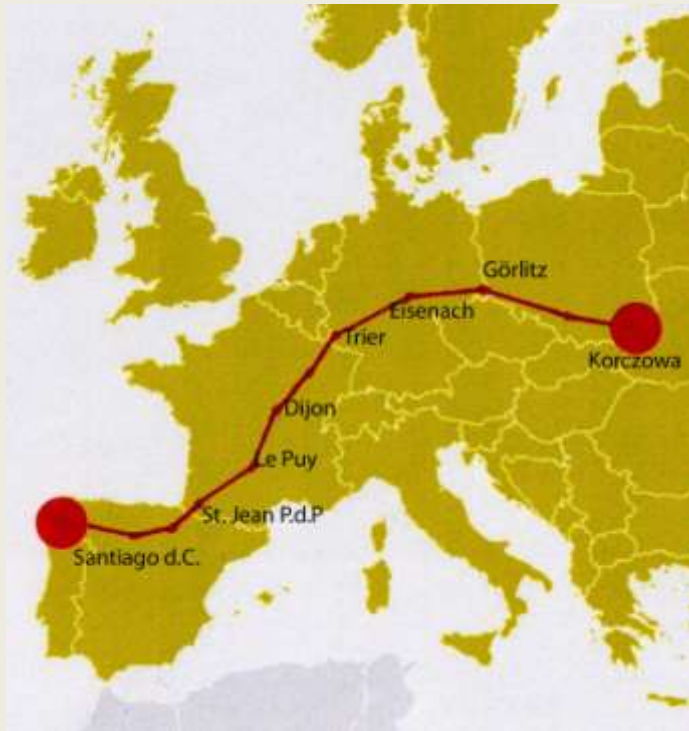 Görlitz
Eisenach
Trier
Korczowa
Dijon
Le Puy
St. Jean P.d.P
Santiago d.C.